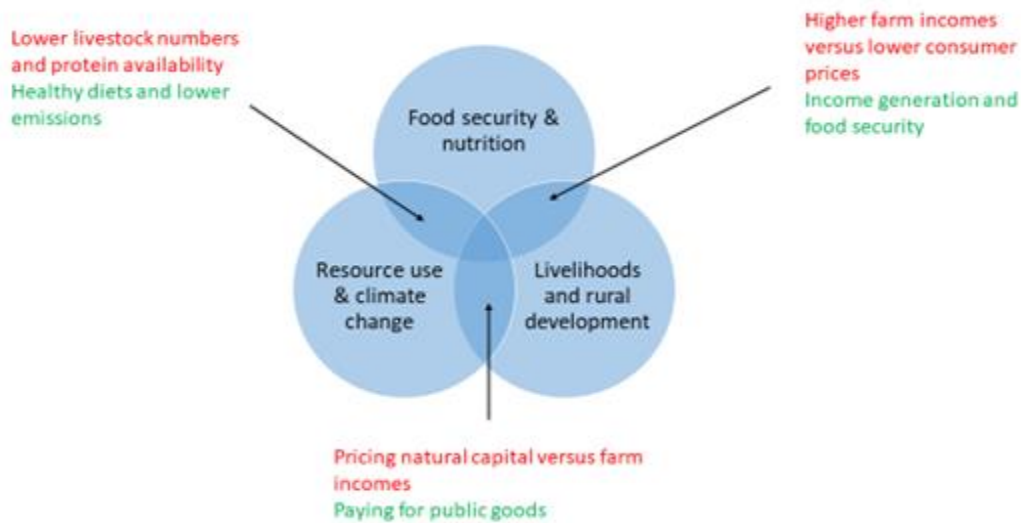 Lower livestock numbers
and protein availability
Healthy diets and lower
emissions
Higher farm incomes
versus lower consumer
prices
Income generation and
food security
Food security &
nutrition
Resource use
& climate
change
Livelihoods
and rural
development
Pricing natural capital versus farm
incomes
Paying for public goods